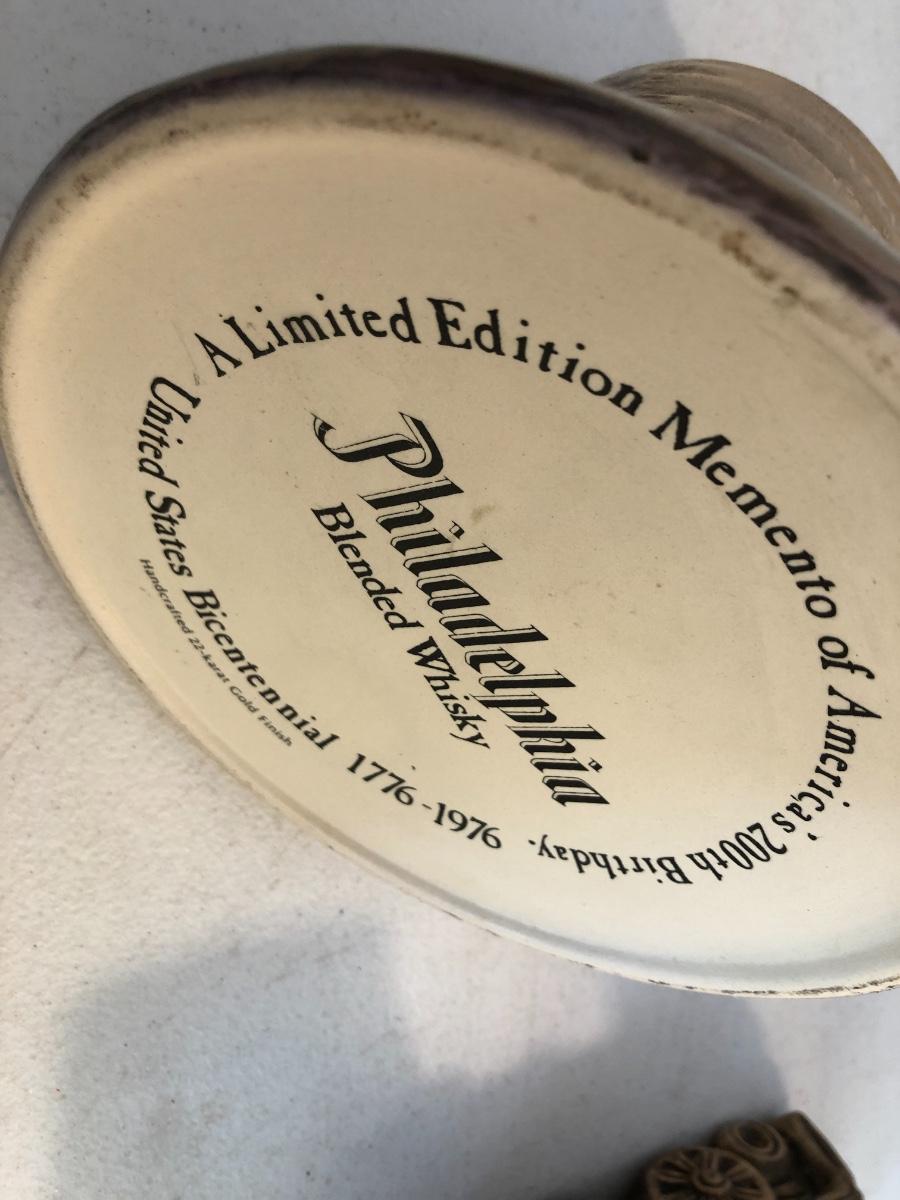 A Limited Edition Memento of America's 200th Birthday.
Philadelphia
Blended Whisky
United States Bicentennial 1776-1976
Handcrafted 22-karat Gold Finish